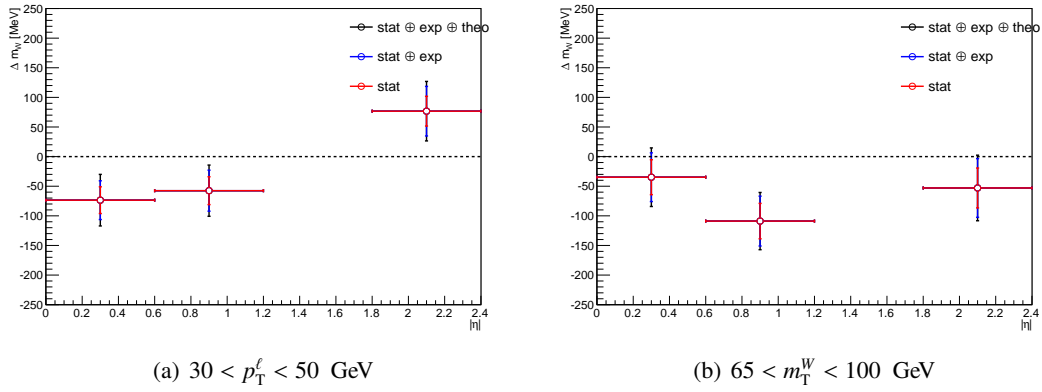 Δ m_W [MeV]
250
200
150
100
50
0
−50
−100
−150
−200
−250
stat ⊕ exp ⊕ theo
stat ⊕ exp
stat
0 0.2 0.4 0.6 0.8 1 1.2 1.4 1.6 1.8 2 2.2 2.4
|η|
(a) 30 < p_T^ℓ < 50 GeV
Δ m_W [MeV]
250
200
150
100
50
0
−50
−100
−150
−200
−250
stat ⊕ exp ⊕ theo
stat ⊕ exp
stat
0 0.2 0.4 0.6 0.8 1 1.2 1.4 1.6 1.8 2 2.2 2.4
|η|
(b) 65 < m_T^W < 100 GeV